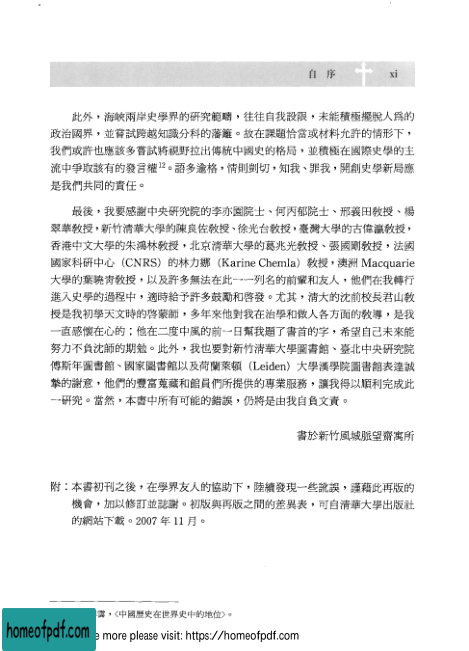 自 序 xi
此外，海峽兩岸史學界的研究範疇，往往自我設限，未能積極擺脫人為的
政治國界，並嘗試跨越知識分科的藩籬。故在課題恰當或材料允許的情形下，
我們或許也應該多嘗試將視野拉出傳統中國史的格局，並積極在國際史學的主
流中爭取該有的發言權12。語多逾格，情則剴切，知我、罪我，開創史學新局應
是我們共同的責任。
最後，我要感謝中央研究院的李亦園院士、何丙郁院士、邢義田教授、楊
翠華教授，新竹清華大學的陳良佐教授、徐光台教授，臺灣大學的古偉瀛教授，
香港中文大學的朱鴻林教授，北京清華大學的葛兆光教授、張國剛教授，法國
國家科研中心（CNRS）的林力娜（Karine Chemla）教授，澳洲 Macquarie
大學的葉曉青教授，以及許多無法在此一一列名的前輩和友人，他們在我轉行
進入史學的過程中，適時給予許多鼓勵和啓發。尤其，清大的沈前校長君山教
授是我初學天文時的啓蒙師，多年來他對我在治學和做人各方面的教導，是我
一直感懷在心的；他在二度中風的前一日幫我題了書首的字，希望自己未來能
努力不負沈師的期勉。此外，我也要對新竹清華大學圖書館、臺北中央研究院
傅斯年圖書館、國家圖書館以及荷蘭萊頓（Leiden）大學漢學院圖書館表達誠
摯的謝意，他們的豐富蒐藏和館員們所提供的專業服務，讓我得以順利完成此
一研究。當然，本書中所有可能的錯誤，仍將是由我自負文責。
書於新竹風城脈望齋寓所
附：本書初刊之後，在學界友人的協助下，陸續發現一些訛誤，謹藉此再版的
機會，加以修訂並誌謝。初版與再版之間的差異表，可自清華大學出版社
的網站下載。2007 年 11 月。
，〈中國歷史在世界史中的地位〉。
homeofpdf.com
e more please visit: https://homeofpdf.com